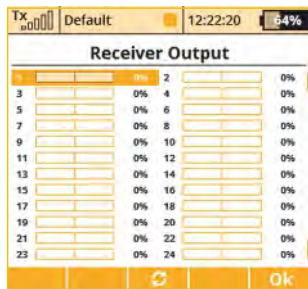 Tx Default 12:22:20 64%
Receiver Output
1 0% 2 0%
3 0% 4 0%
5 0% 6 0%
7 0% 8 0%
9 0% 10 0%
11 0% 12 0%
13 0% 14 0%
15 0% 16 0%
17 0% 18 0%
19 0% 20 0%
21 0% 22 0%
23 0% 24 0%
Ok